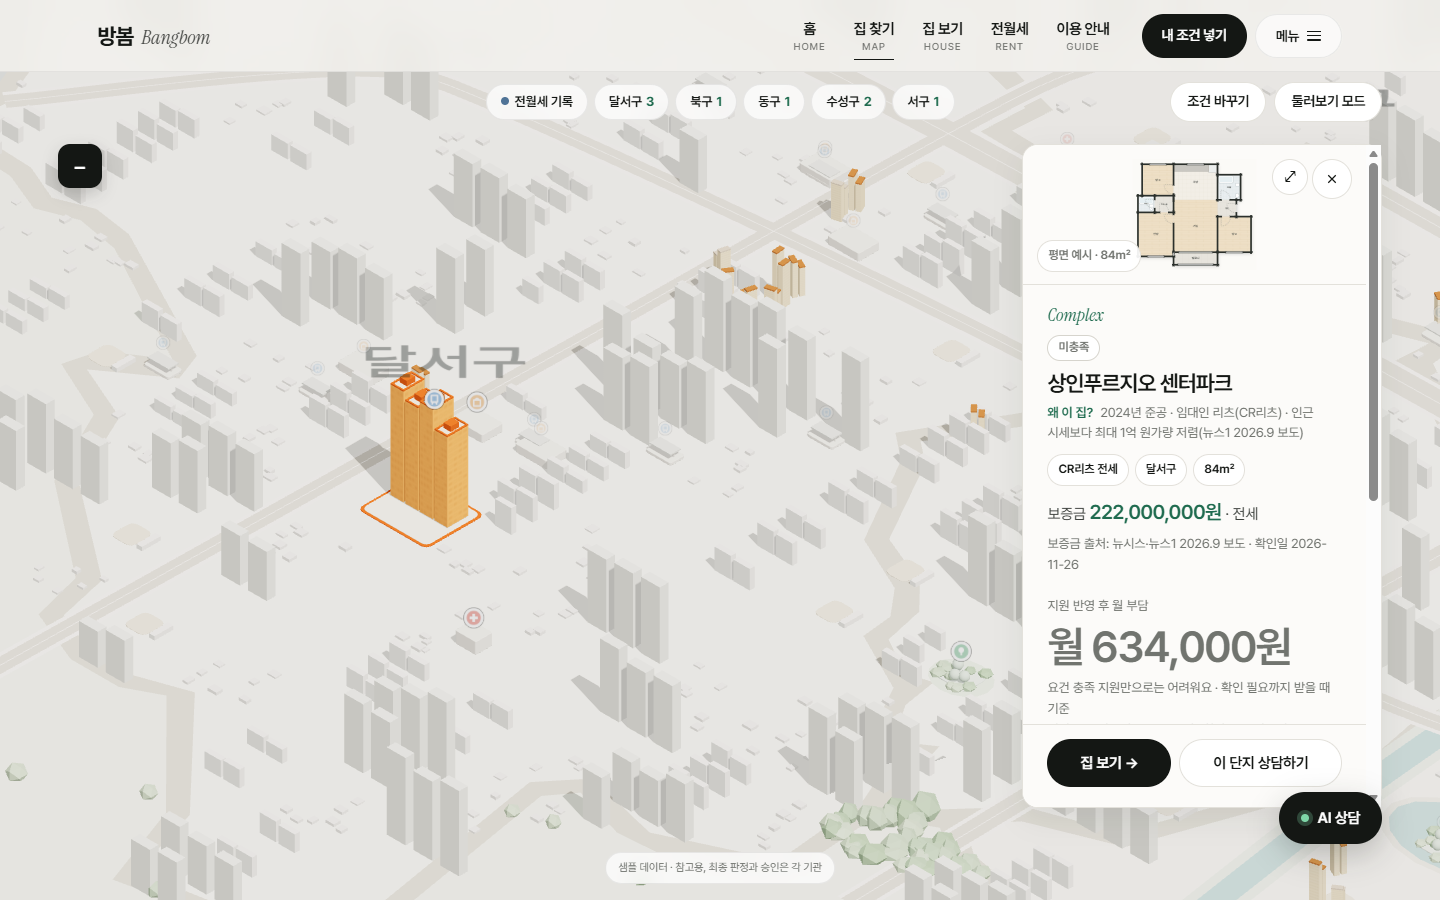 방봄 Bangbom
홈
HOME
집 찾기
MAP
집 보기
HOUSE
전월세
RENT
이용 안내
GUIDE
내 조건 넣기
메뉴
전월세 기록
달서구 3
북구 1
동구 1
수성구 2
서구 1
조건 바꾸기
둘러보기 모드
달서구
평면 예시 · 84m²
Complex
미충족
상인푸르지오 센터파크
왜 이 집? 2024년 준공 · 임대인 리츠(CR리츠) · 인근
시세보다 최대 1억 원가량 저렴(뉴스1 2026.9 보도)
CR리츠 전세
달서구
84m²
보증금 222,000,000원 · 전세
보증금 출처: 뉴시스·뉴스1 2026.9 보도 · 확인일 2026-
11-26
지원 반영 후 월 부담
월 634,000원
요건 충족 지원만으로는 어려워요 · 확인 필요까지 받을 때
기준
집 보기 →
이 단지 상담하기
AI 상담
샘플 데이터 · 참고용, 최종 판정과 승인은 각 기관